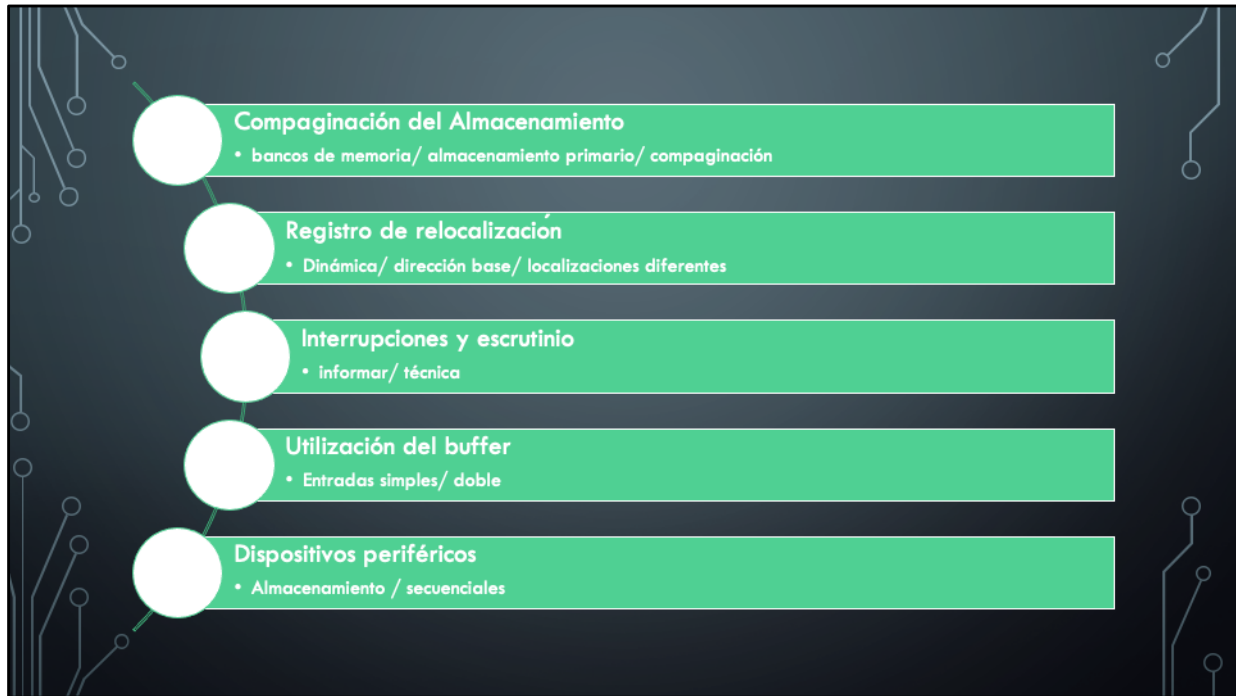 Compaginación del Almacenamiento
• bancos de memoria/ almacenamiento primario/ compaginación
Registro de relocalización
• Dinámica/ dirección base/ localizaciones diferentes
Interrupciones y escrutinio
• informar/ técnica
Utilización del buffer
• Entradas simples/ doble
Dispositivos periféricos
• Almacenamiento / secuenciales